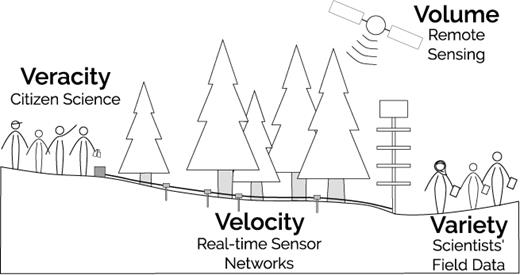 Volume
Remote
Sensing
Veracity
Citizen Science
Velocity
Real-time Sensor
Networks
Variety
Scientists'
Field Data